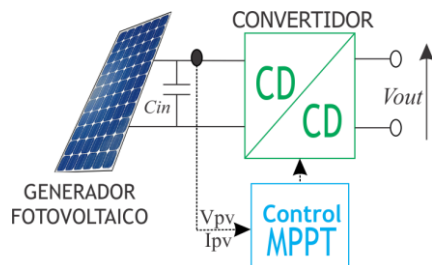 CONVERTIDOR
Cin
CD
CD
Vout
GENERADOR
FOTOVOLTAICO
Vpv
Ipv
Control
MPPT